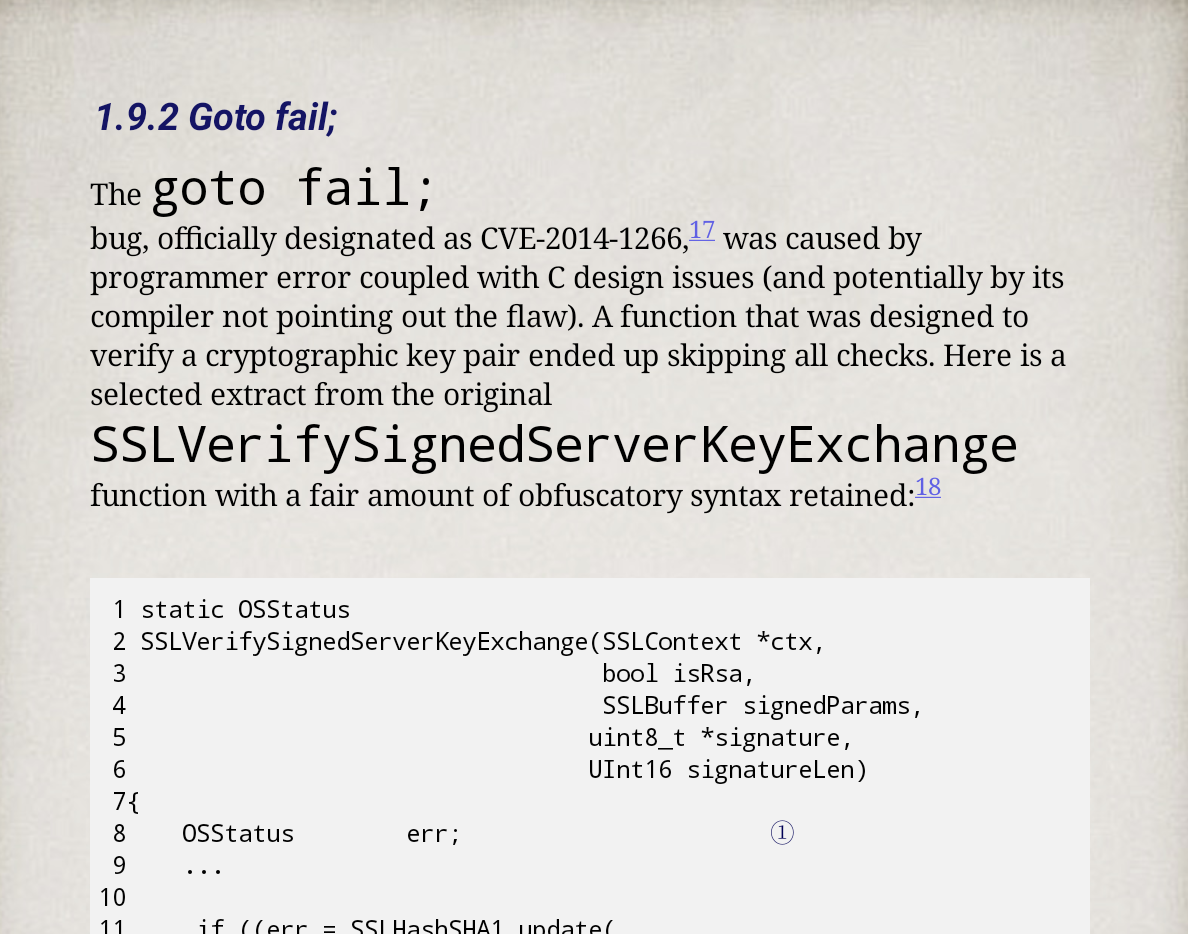 1.9.2 Goto fail;
The goto fail;
bug, officially designated as CVE-2014-1266,17 was caused by
programmer error coupled with C design issues (and potentially by its
compiler not pointing out the flaw). A function that was designed to
verify a cryptographic key pair ended up skipping all checks. Here is a
selected extract from the original
SSLVerifySignedServerKeyExchange
function with a fair amount of obfuscatory syntax retained:18
1 static OSStatus
2 SSLVerifySignedServerKeyExchange(SSLContext *ctx,
3                                  bool isRsa,
4                                  SSLBuffer signedParams,
5                                 uint8_t *signature,
6                                 UInt16 signatureLen)
7{
8    OSStatus        err;                      ①
9    ...
10
11     if ((err = SSLHashSHA1.update(